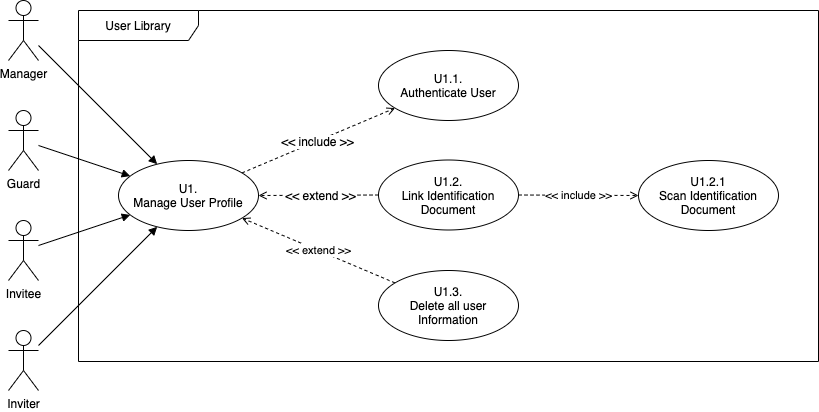 User Library
Manager
U1.1.
Authenticate User
<< include >>
Guard
U1.
Manage User Profile
<< extend >>
U1.2.
Link Identification
Document
<< include >>
U1.2.1
Scan Identification
Document
<< extend >>
Invitee
U1.3.
Delete all user
Information
Inviter